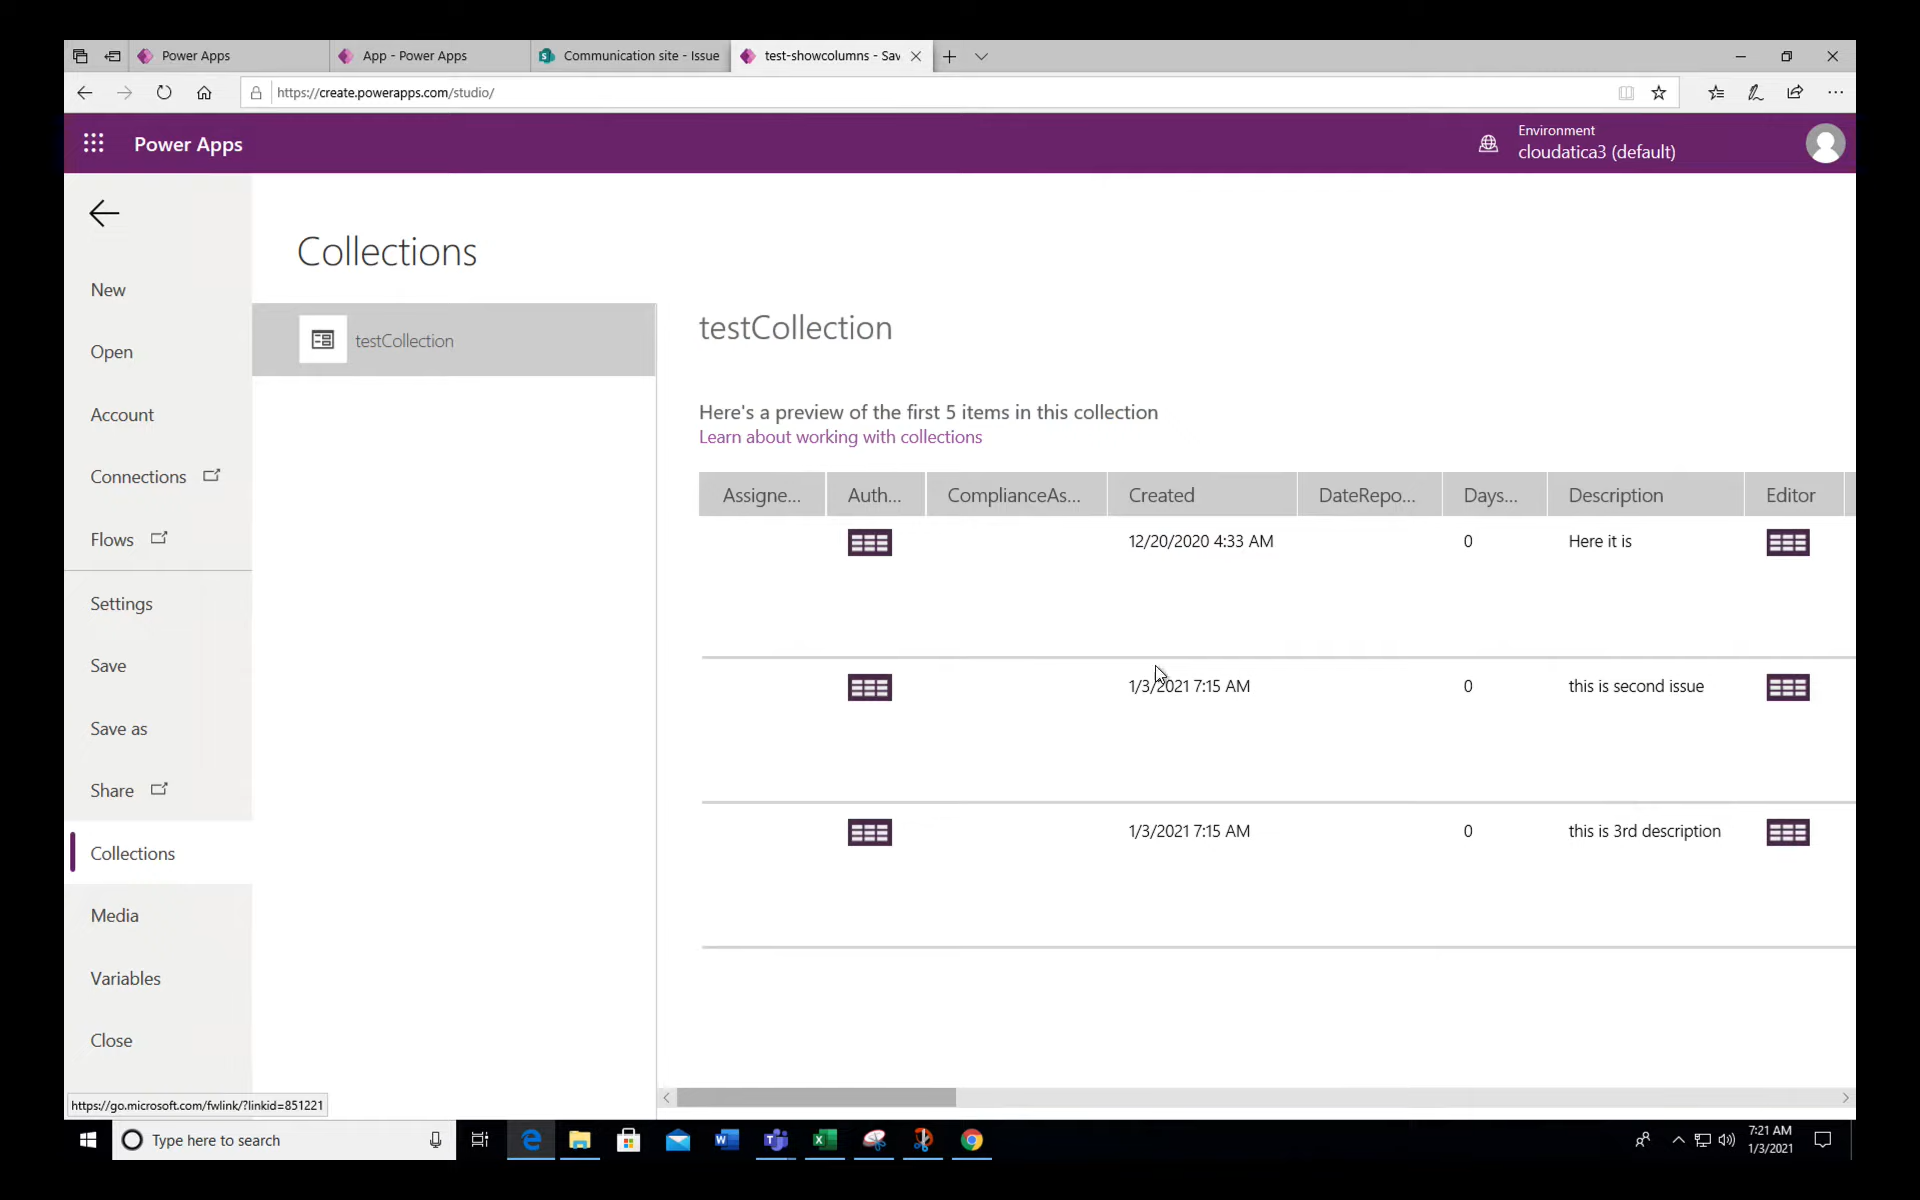 Power Apps
App - Power Apps
Communication site - Issue
test-showcolumns - Sav
https://create.powerapps.com/studio/
Power Apps
Environment
cloudatica3 (default)
New
Open
Account
Connections
Flows
Settings
Save
Save as
Share
Collections
Media
Variables
Close
Collections
testCollection
testCollection
Here's a preview of the first 5 items in this collection
Learn about working with collections
Assigne... Auth... ComplianceAs... Created DateRepo... Days... Description Editor
12/20/2020 4:33 AM 0 Here it is
1/3/2021 7:15 AM 0 this is second issue
1/3/2021 7:15 AM 0 this is 3rd description
https://go.microsoft.com/fwlink/?linkid=851221
Type here to search
7:21 AM
1/3/2021